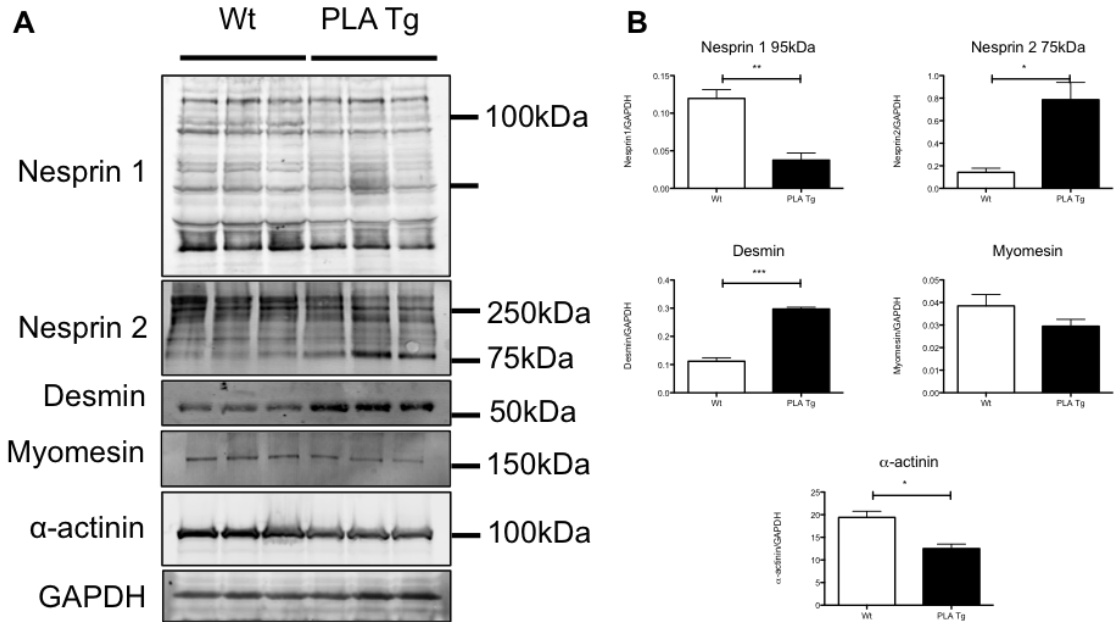 A
Wt PLA Tg
Nesprin 1
100kDa
Nesprin 2
250kDa
75kDa
Desmin
50kDa
Myomesin
150kDa
α-actinin
100kDa
GAPDH
B
Nesprin 1 95kDa
**
Nesprin1/GAPDH
0.15
0.10
0.05
0.00
Wt PLA Tg
Nesprin 2 75kDa
*
Nesprin2/GAPDH
1.0
0.8
0.6
0.4
0.2
0.0
Wt PLA Tg
Desmin
***
Desmin/GAPDH
0.4
0.3
0.2
0.1
0.0
Wt PLA Tg
Myomesin
Myomesin/GAPDH
0.05
0.04
0.03
0.02
0.01
0.00
Wt PLA Tg
α-actinin
*
α-actinin/GAPDH
25
20
15
10
5
0
Wt PLA Tg